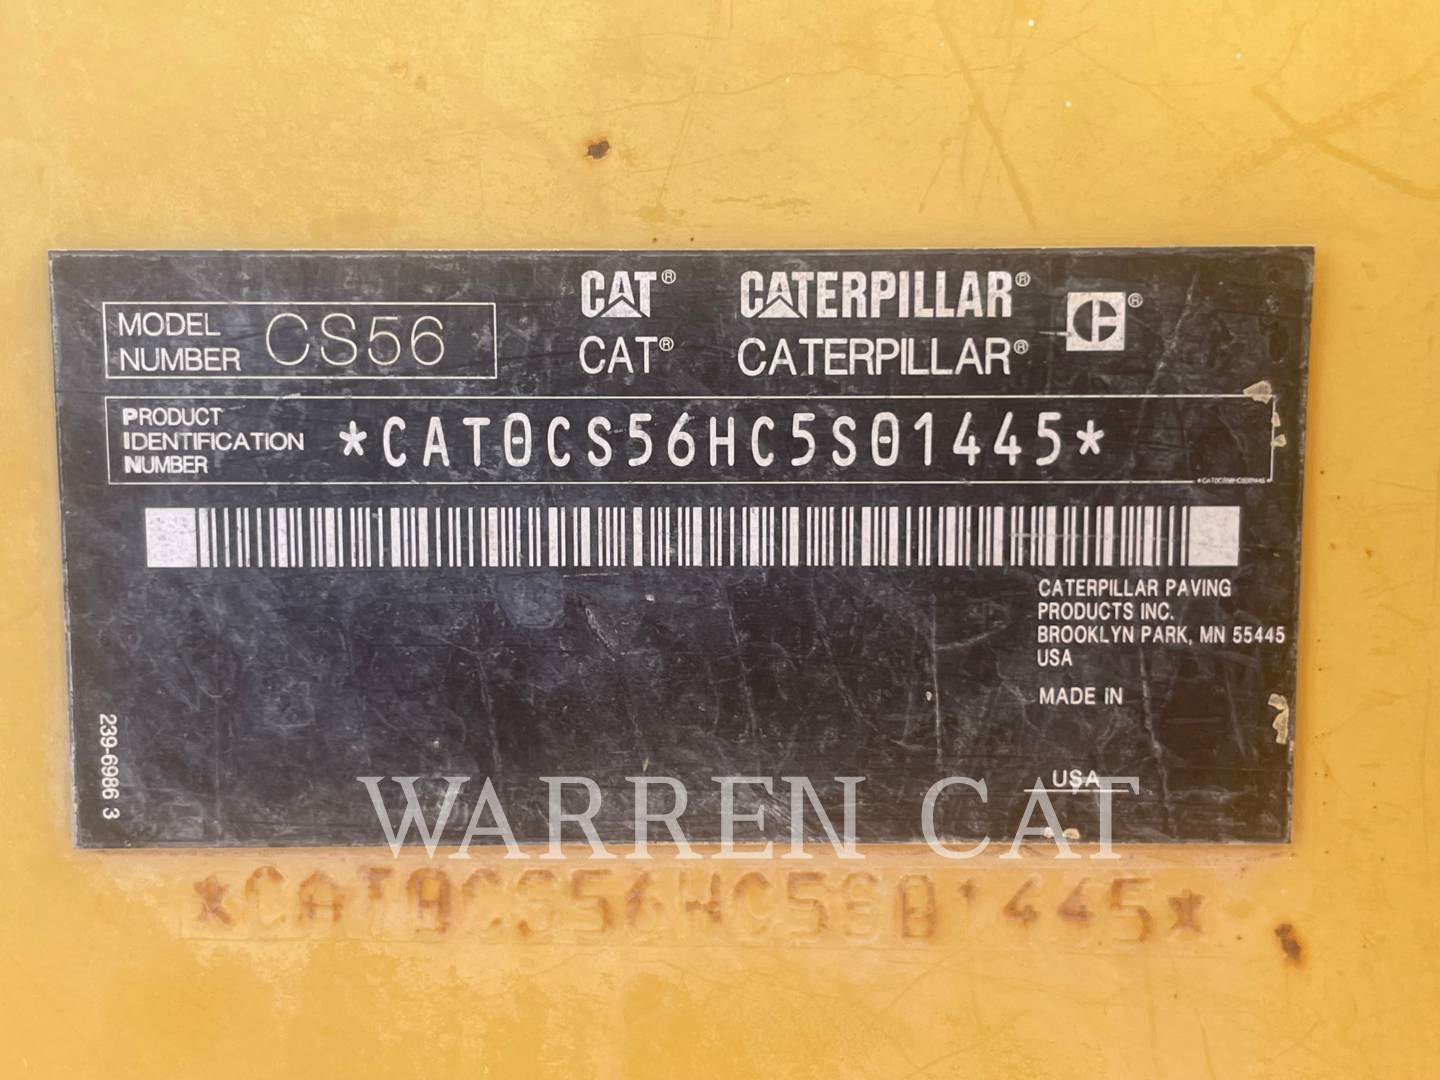 CAT® CATERPILLAR® C®
MODEL NUMBER CS56
CAT® CATERPILLAR®
PRODUCT IDENTIFICATION NUMBER *CAT0CS56HC5S01445*
CATERPILLAR PAVING
PRODUCTS INC.
BROOKLYN PARK, MN 55445
USA
MADE IN
USA
239-6986 3
WARREN CAT
*CAT0CS56HC5S01445*